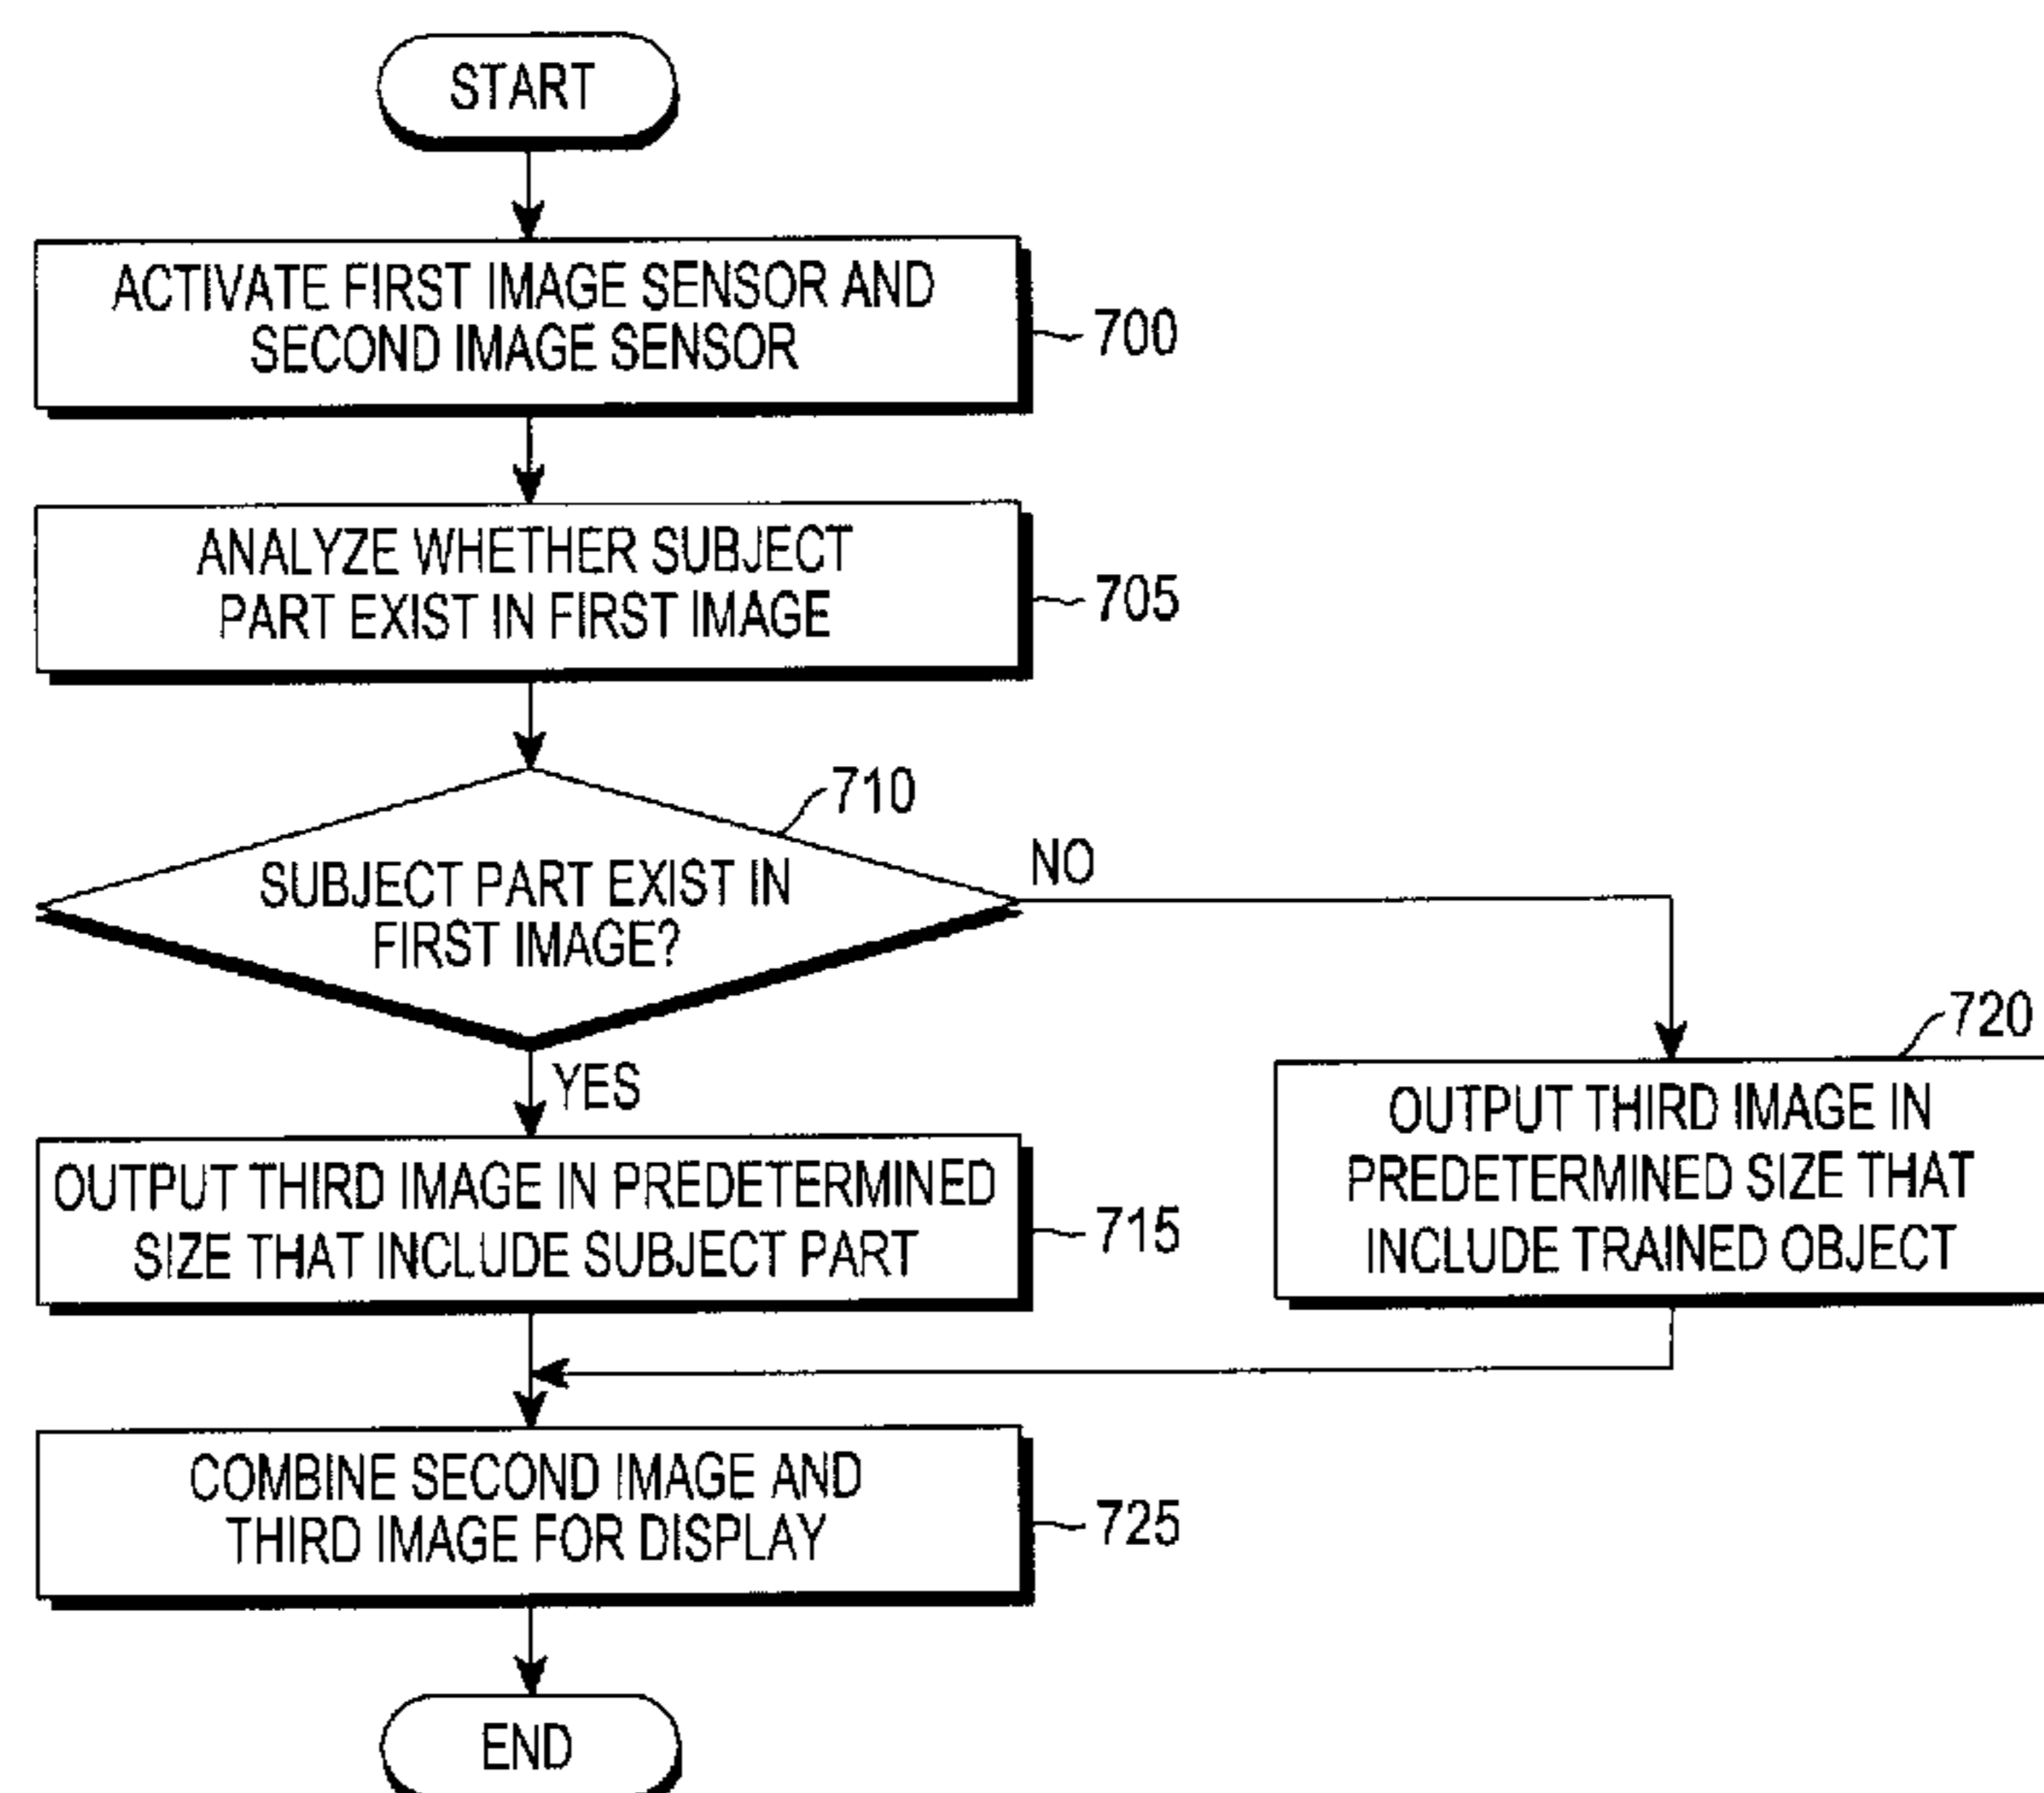 START
ACTIVATE FIRST IMAGE SENSOR AND
SECOND IMAGE SENSOR
700
ANALYZE WHETHER SUBJECT
PART EXIST IN FIRST IMAGE
705
710
SUBJECT PART EXIST IN
FIRST IMAGE?
NO
YES
720
OUTPUT THIRD IMAGE IN
PREDETERMINED SIZE THAT
INCLUDE TRAINED OBJECT
OUTPUT THIRD IMAGE IN PREDETERMINED
SIZE THAT INCLUDE SUBJECT PART
715
COMBINE SECOND IMAGE AND
THIRD IMAGE FOR DISPLAY
725
END